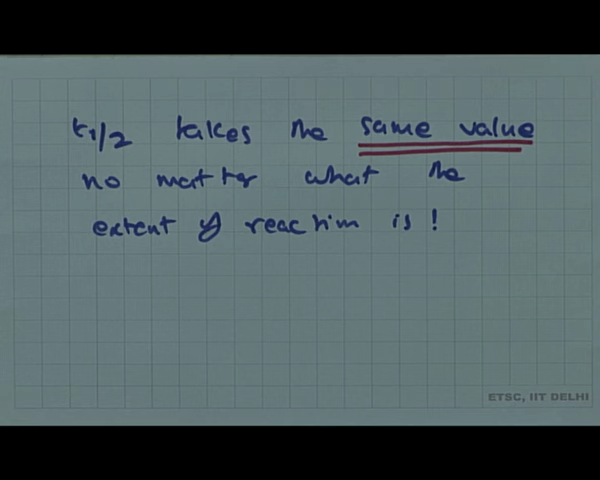 t1/2 takes the same value
no matter what the
extent of reaction is !
ETSC, IIT DELHI